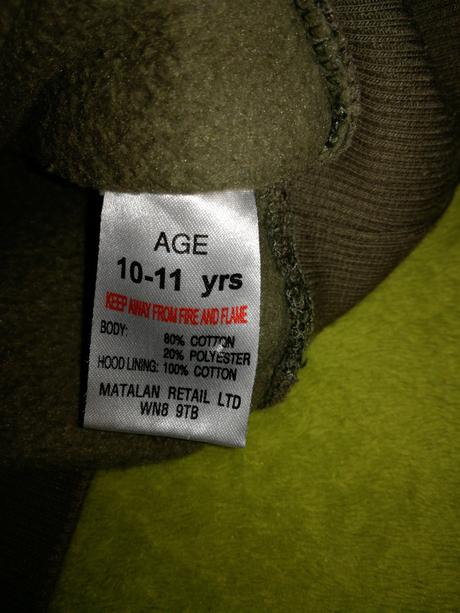 AGE
10-11 yrs
KEEP AWAY FROM FIRE AND FLAME
BODY:
80% COTTON
20% POLYESTER
HOOD LINING: 100% COTTON
MATALAN RETAIL LTD
WN8 9TB